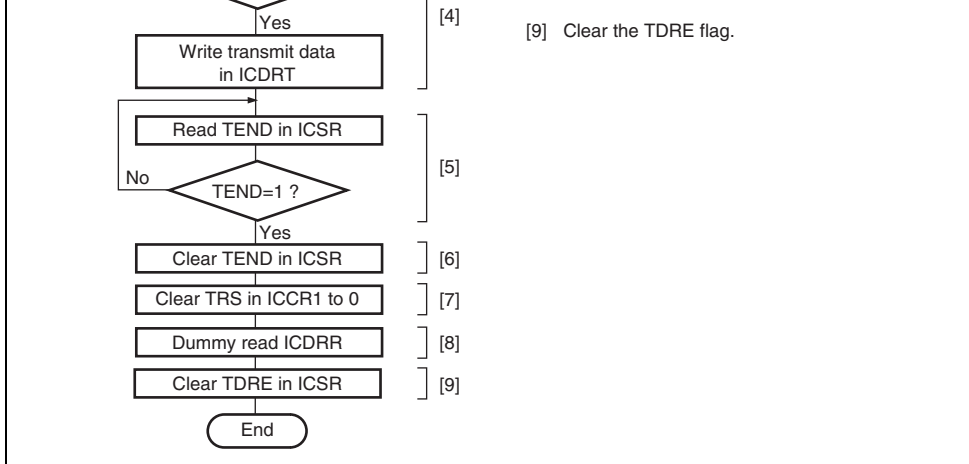 [4]
Yes
[9] Clear the TDRE flag.
Write transmit data
in ICDRT
Read TEND in ICSR
[5]
No
TEND=1 ?
Yes
Clear TEND in ICSR
[6]
Clear TRS in ICCR1 to 0
[7]
Dummy read ICDRR
[8]
Clear TDRE in ICSR
[9]
End